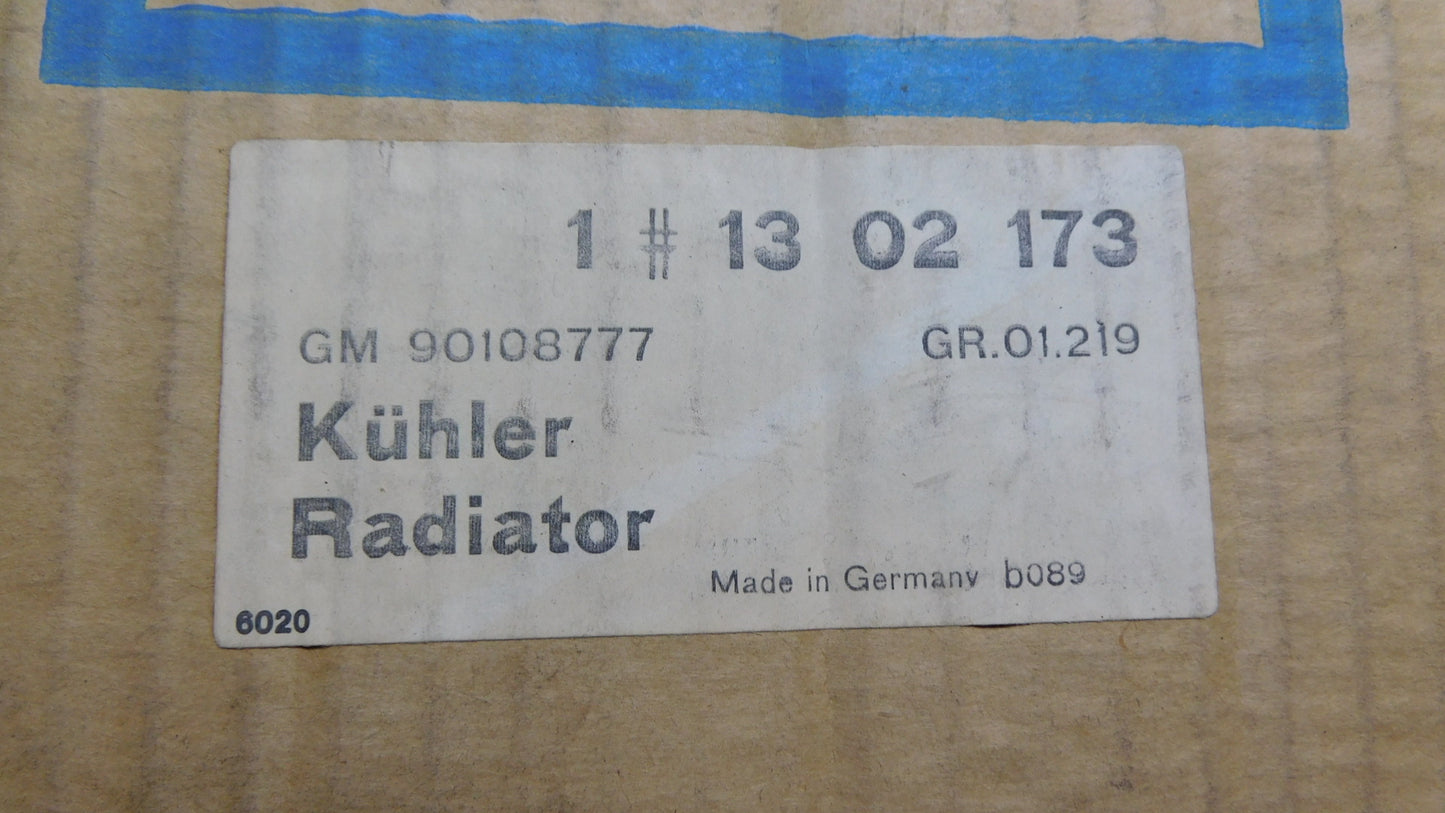 1 # 13 02 173
GM 90108777 GR.01.219
Kühler
Radiator
Made in Germany b089
6020